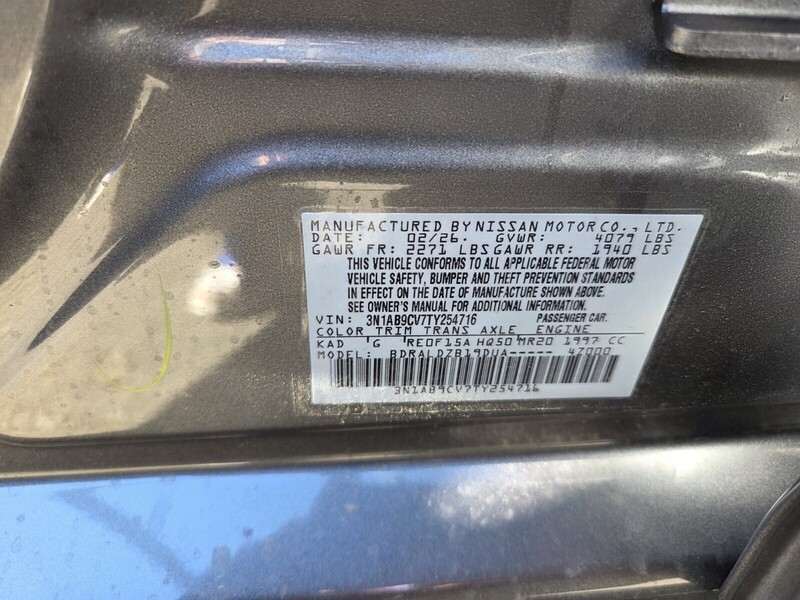 MANUFACTURED BY NISSAN MOTOR CO., LTD.
DATE: 02/26. GVWR: 4079 LBS
GAWR FR: 2271 LBS GAWR RR: 1940 LBS
THIS VEHICLE CONFORMS TO ALL APPLICABLE FEDERAL MOTOR
VEHICLE SAFETY, BUMPER AND THEFT PREVENTION STANDARDS
IN EFFECT ON THE DATE OF MANUFACTURE SHOWN ABOVE.
SEE OWNER'S MANUAL FOR ADDITIONAL INFORMATION.
VIN: 3N1AB9CV7TY254716 PASSENGER CAR.
COLOR TRIM TRANS AXLE ENGINE
KAD G RE0F15A HQ50 MR20 1997 CC
MODEL: BDRALDZB19DUA----- 4Z000
3N1AB9CV7TY254716